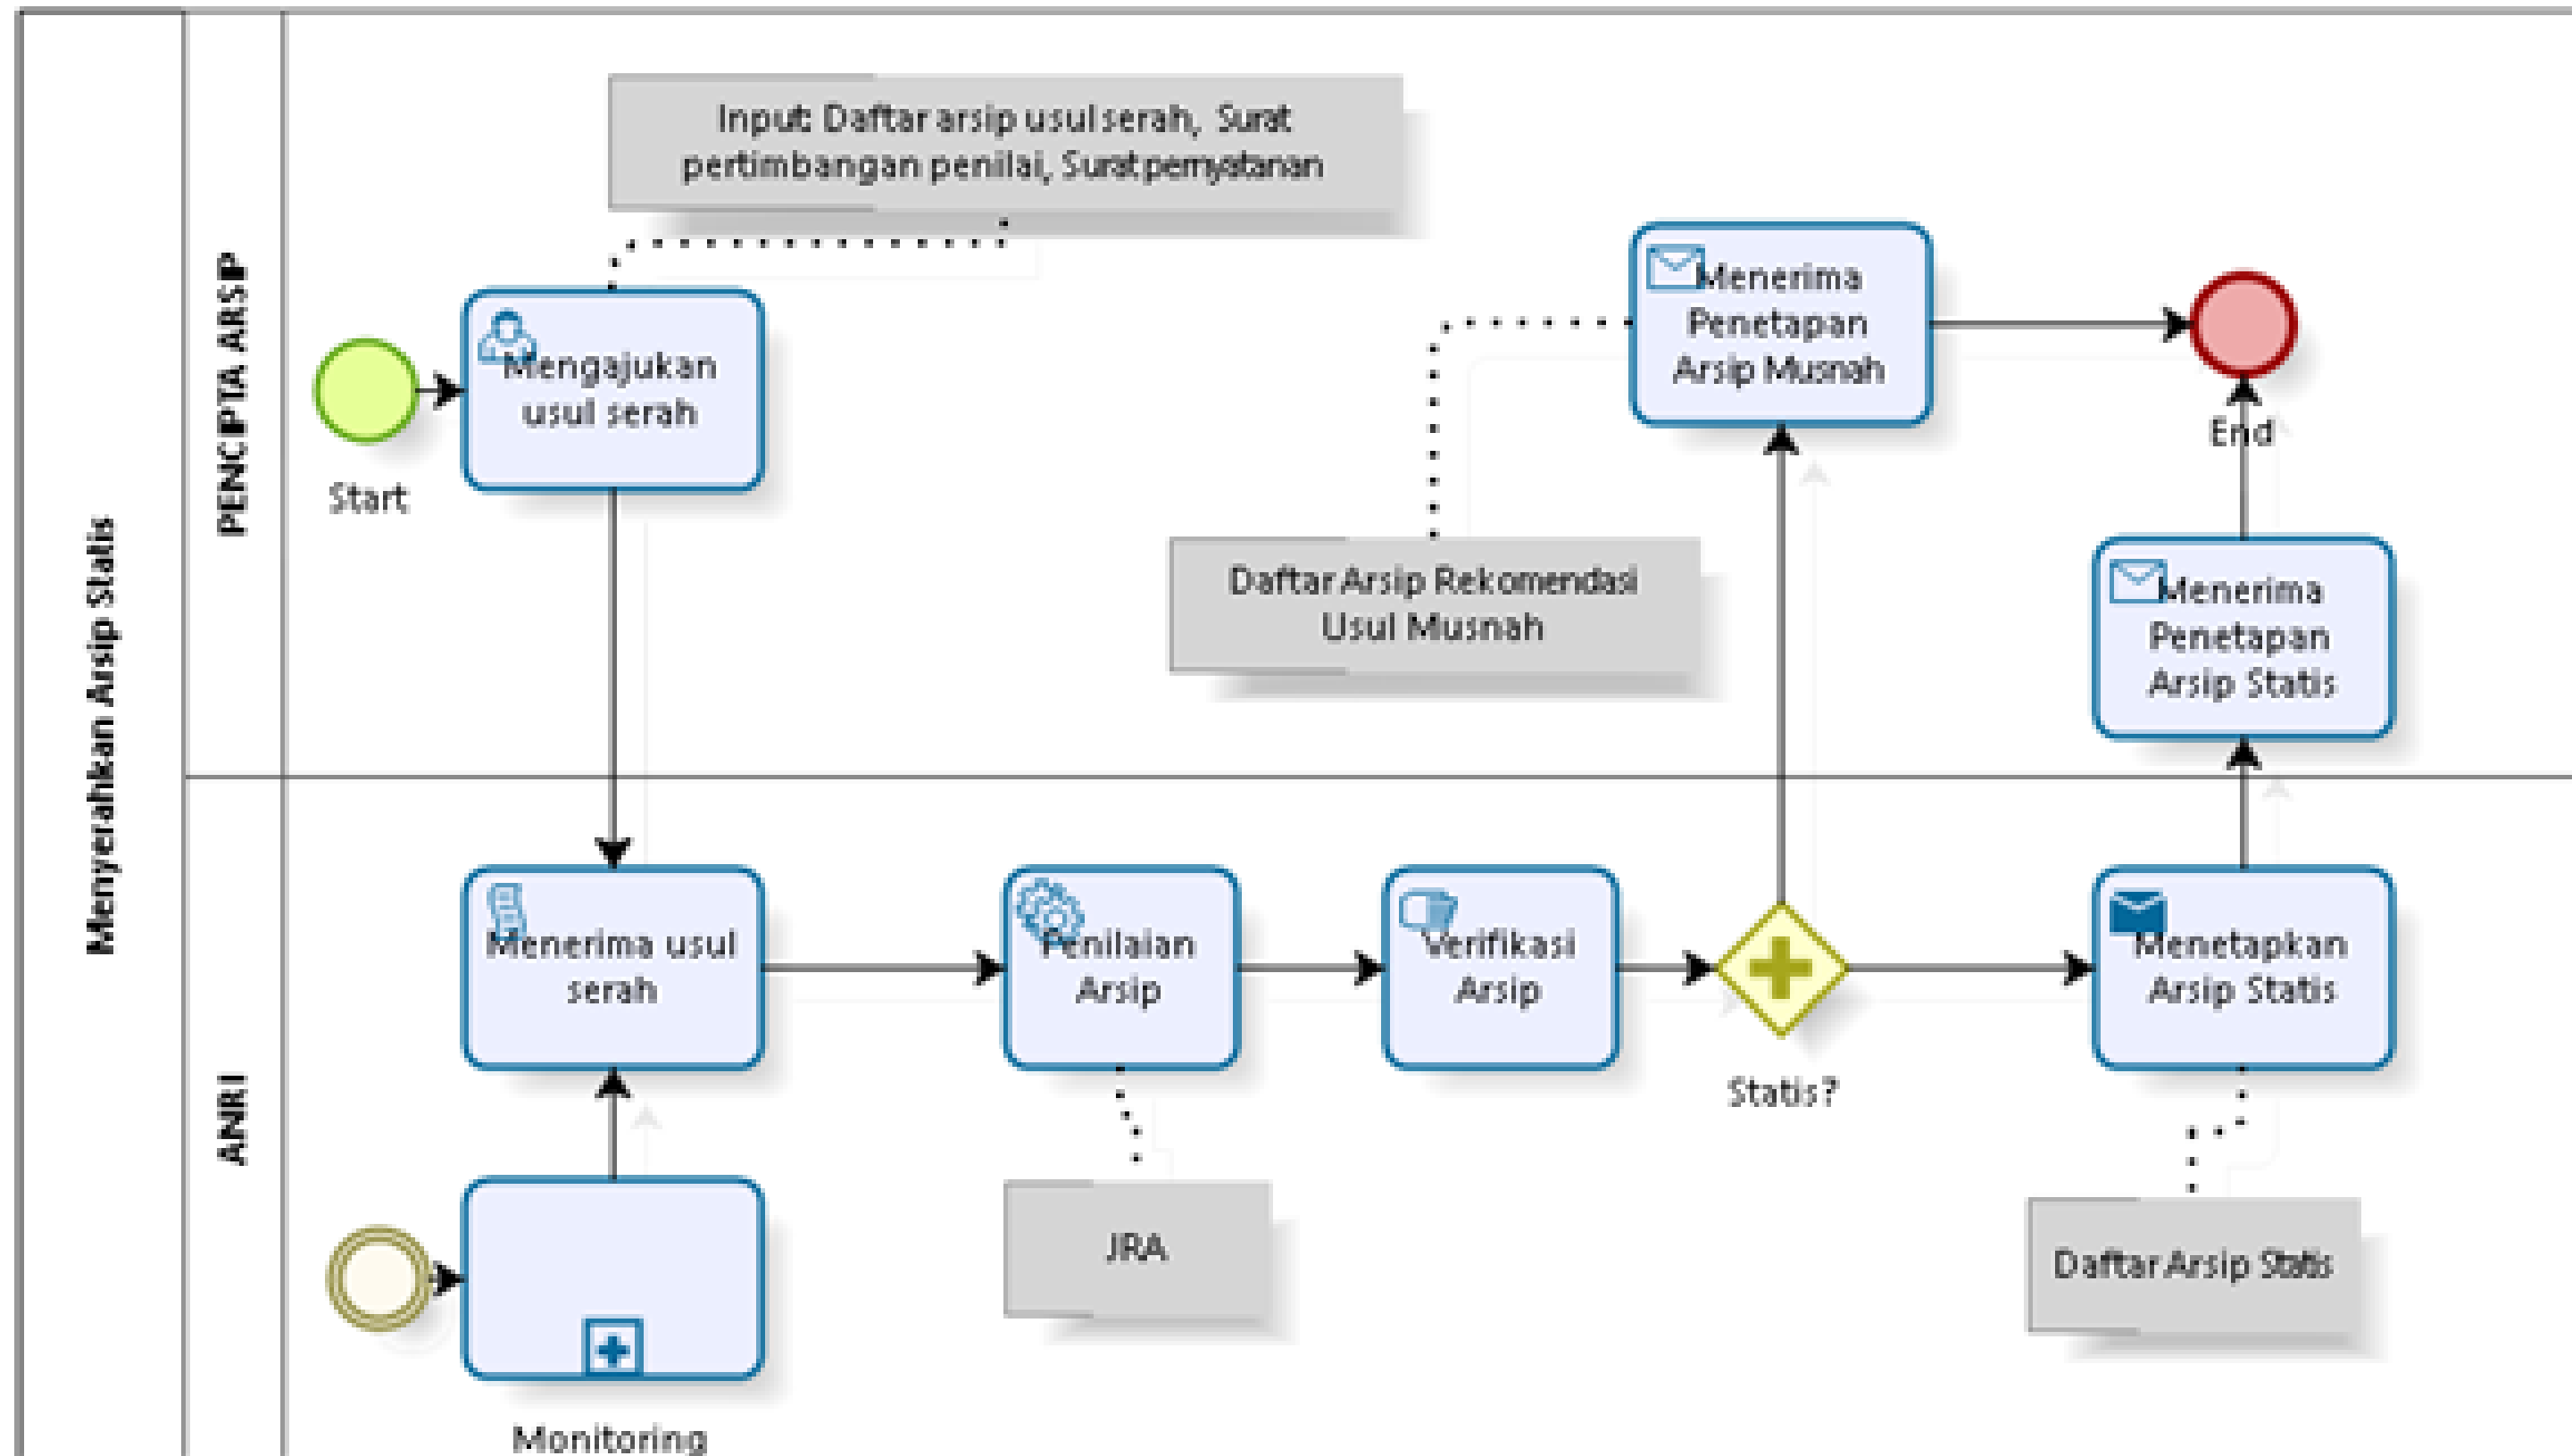 Menyerahkan Arsip Statis
PENCIPTA ARSIP
Input: Daftar arsip usul serah, Surat
pertimbangan penilai, Surat pernyatanan
Start
Mengajukan
usul serah
Menerima
Penetapan
Arsip Musnah
End
Daftar Arsip Rekomendasi
Usul Musnah
Menerima
Penetapan
Arsip Statis
ANRI
Menerima usul
serah
Penilaian
Arsip
Verifikasi
Arsip
Statis?
Menetapkan
Arsip Statis
JRA
Daftar Arsip Statis
Monitoring